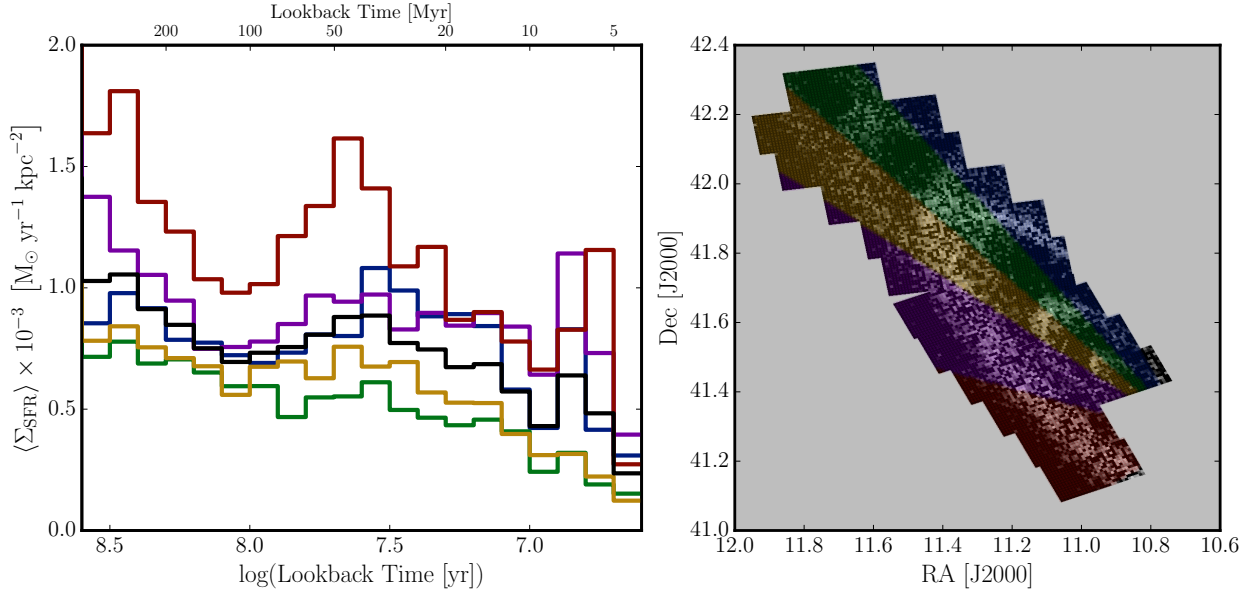 Lookback Time [Myr]
200 100 50 20 10 5
2.0
1.5
1.0
0.5
0.0
⟨Σ_SFR⟩ × 10⁻³ [M_⊙ yr⁻¹ kpc⁻²]
8.5 8.0 7.5 7.0
log(Lookback Time [yr])
42.4
42.2
42.0
41.8
41.6
41.4
41.2
41.0
Dec [J2000]
12.0 11.8 11.6 11.4 11.2 11.0 10.8 10.6
RA [J2000]